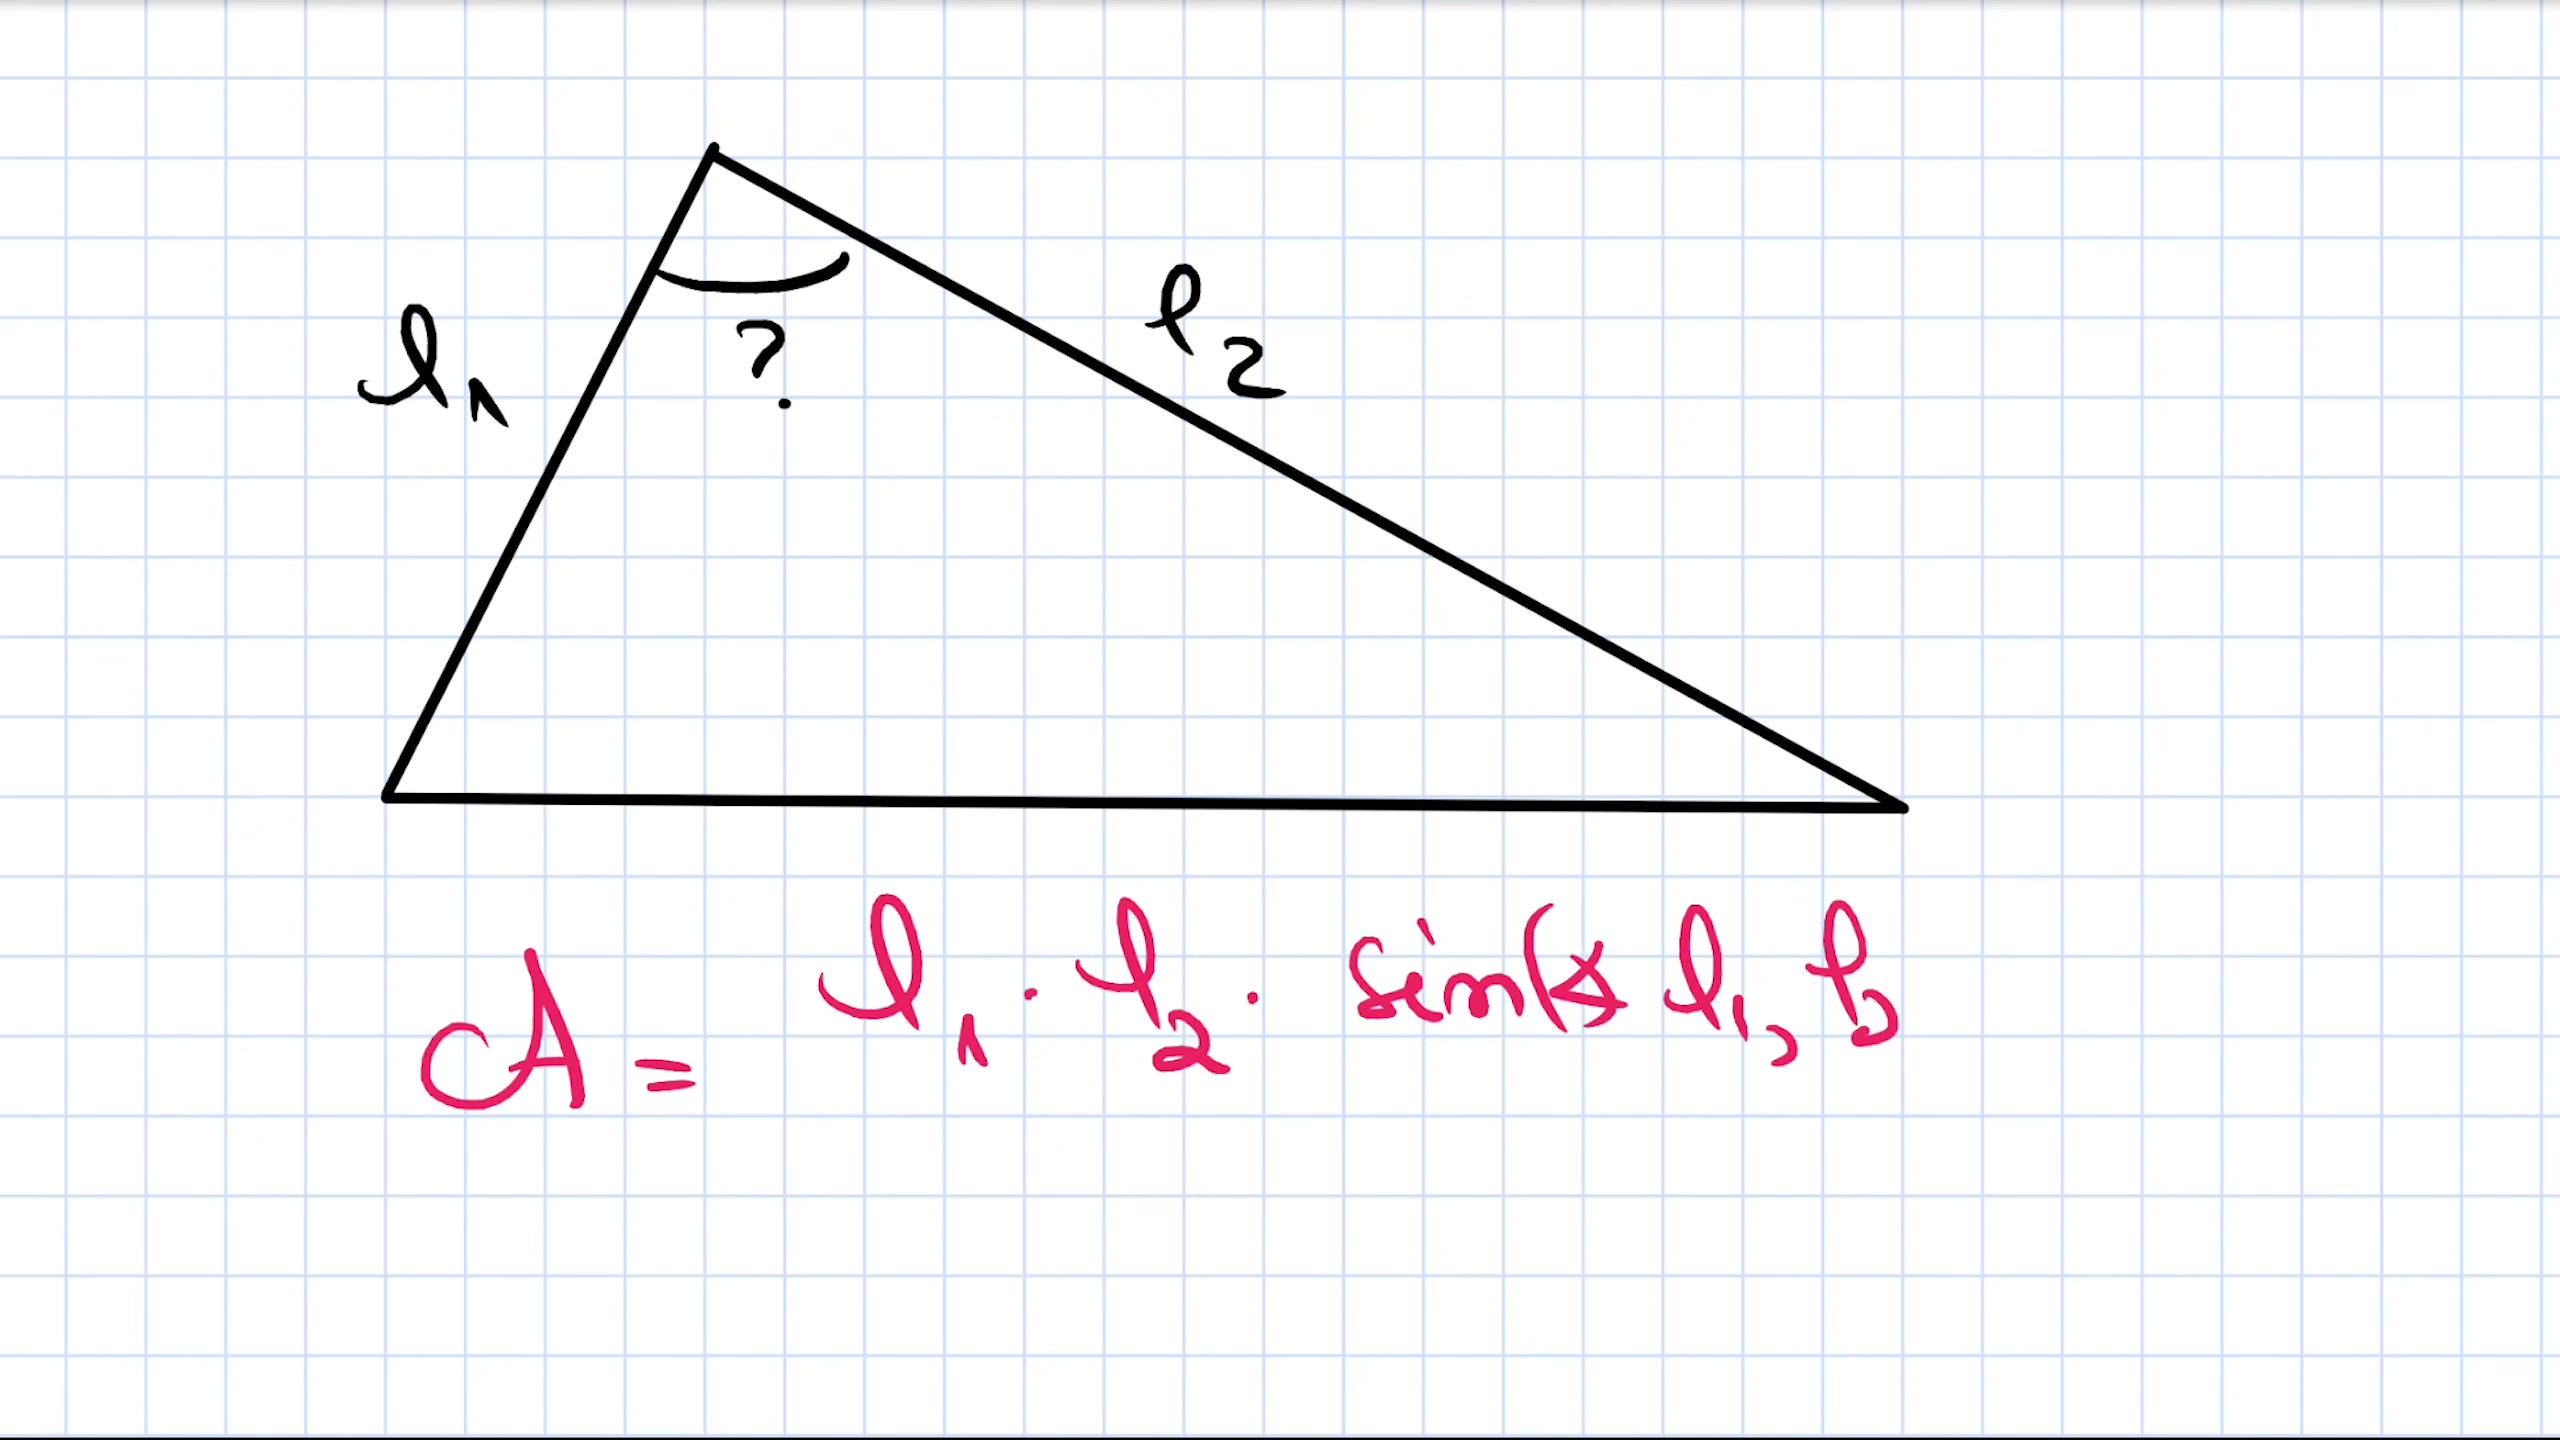 l₁
l₂
?
A = l₁ · l₂ · sin(∢ l₁, l₂